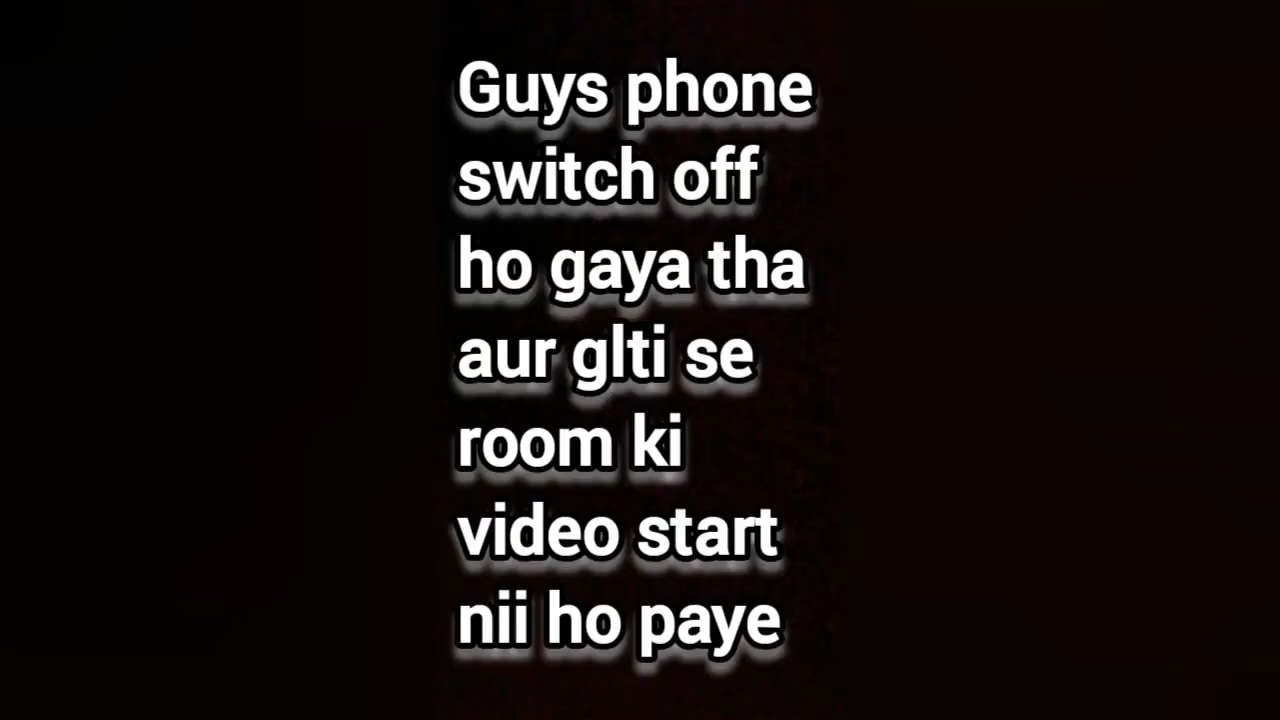 Guys phone
switch off
ho gaya tha
aur glti se
room ki
video start
nii ho paye